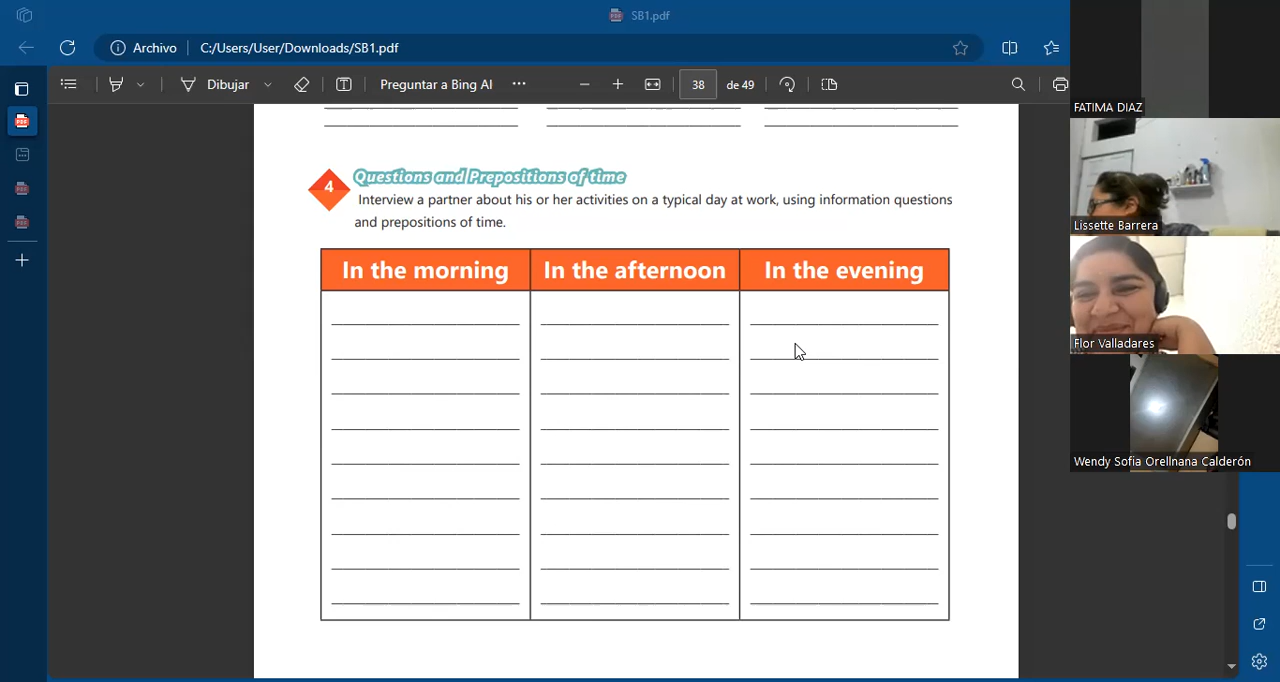 SB1.pdf
Archivo
C:/Users/User/Downloads/SB1.pdf
Dibujar
Preguntar a Bing AI
38
de 49
4
Questions and Prepositions of time
Interview a partner about his or her activities on a typical day at work, using information questions
and prepositions of time.
In the morning
In the afternoon
In the evening
FATIMA DIAZ
Lissette Barrera
Flor Valladares
Wendy Sofia Orellnana Calderón